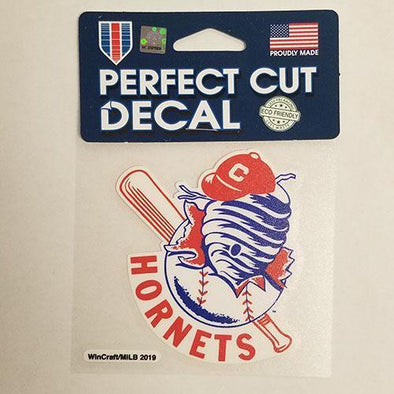 PROUDLY MADE
PERFECT CUT
DECAL
ECO FRIENDLY
C
HORNETS
WinCraft/MiLB 2019